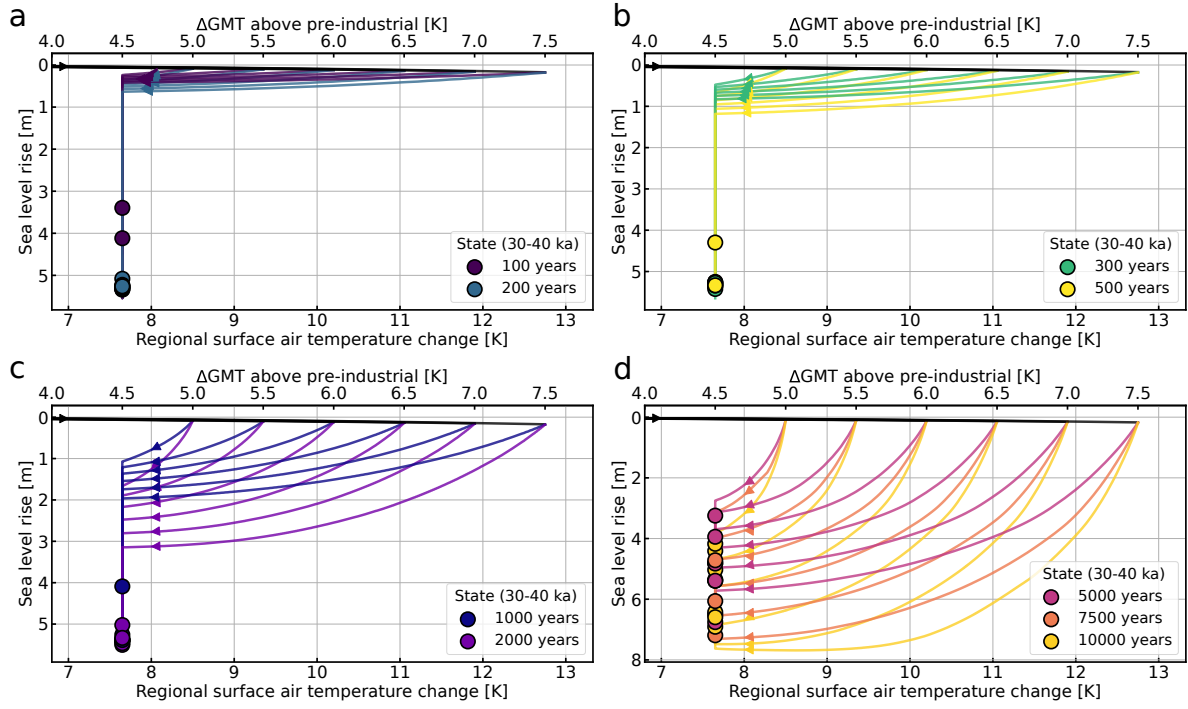 a
ΔGMT above pre-industrial [K]
4.0 4.5 5.0 5.5 6.0 6.5 7.0 7.5
Sea level rise [m]
0
1
2
3
4
5
State (30-40 ka)
100 years
200 years
7 8 9 10 11 12 13
Regional surface air temperature change [K]
b
ΔGMT above pre-industrial [K]
4.0 4.5 5.0 5.5 6.0 6.5 7.0 7.5
Sea level rise [m]
0
1
2
3
4
5
State (30-40 ka)
300 years
500 years
7 8 9 10 11 12 13
Regional surface air temperature change [K]
c
ΔGMT above pre-industrial [K]
4.0 4.5 5.0 5.5 6.0 6.5 7.0 7.5
Sea level rise [m]
0
1
2
3
4
5
State (30-40 ka)
1000 years
2000 years
7 8 9 10 11 12 13
Regional surface air temperature change [K]
d
ΔGMT above pre-industrial [K]
4.0 4.5 5.0 5.5 6.0 6.5 7.0 7.5
Sea level rise [m]
0
2
4
6
8
State (30-40 ka)
5000 years
7500 years
10000 years
7 8 9 10 11 12 13
Regional surface air temperature change [K]